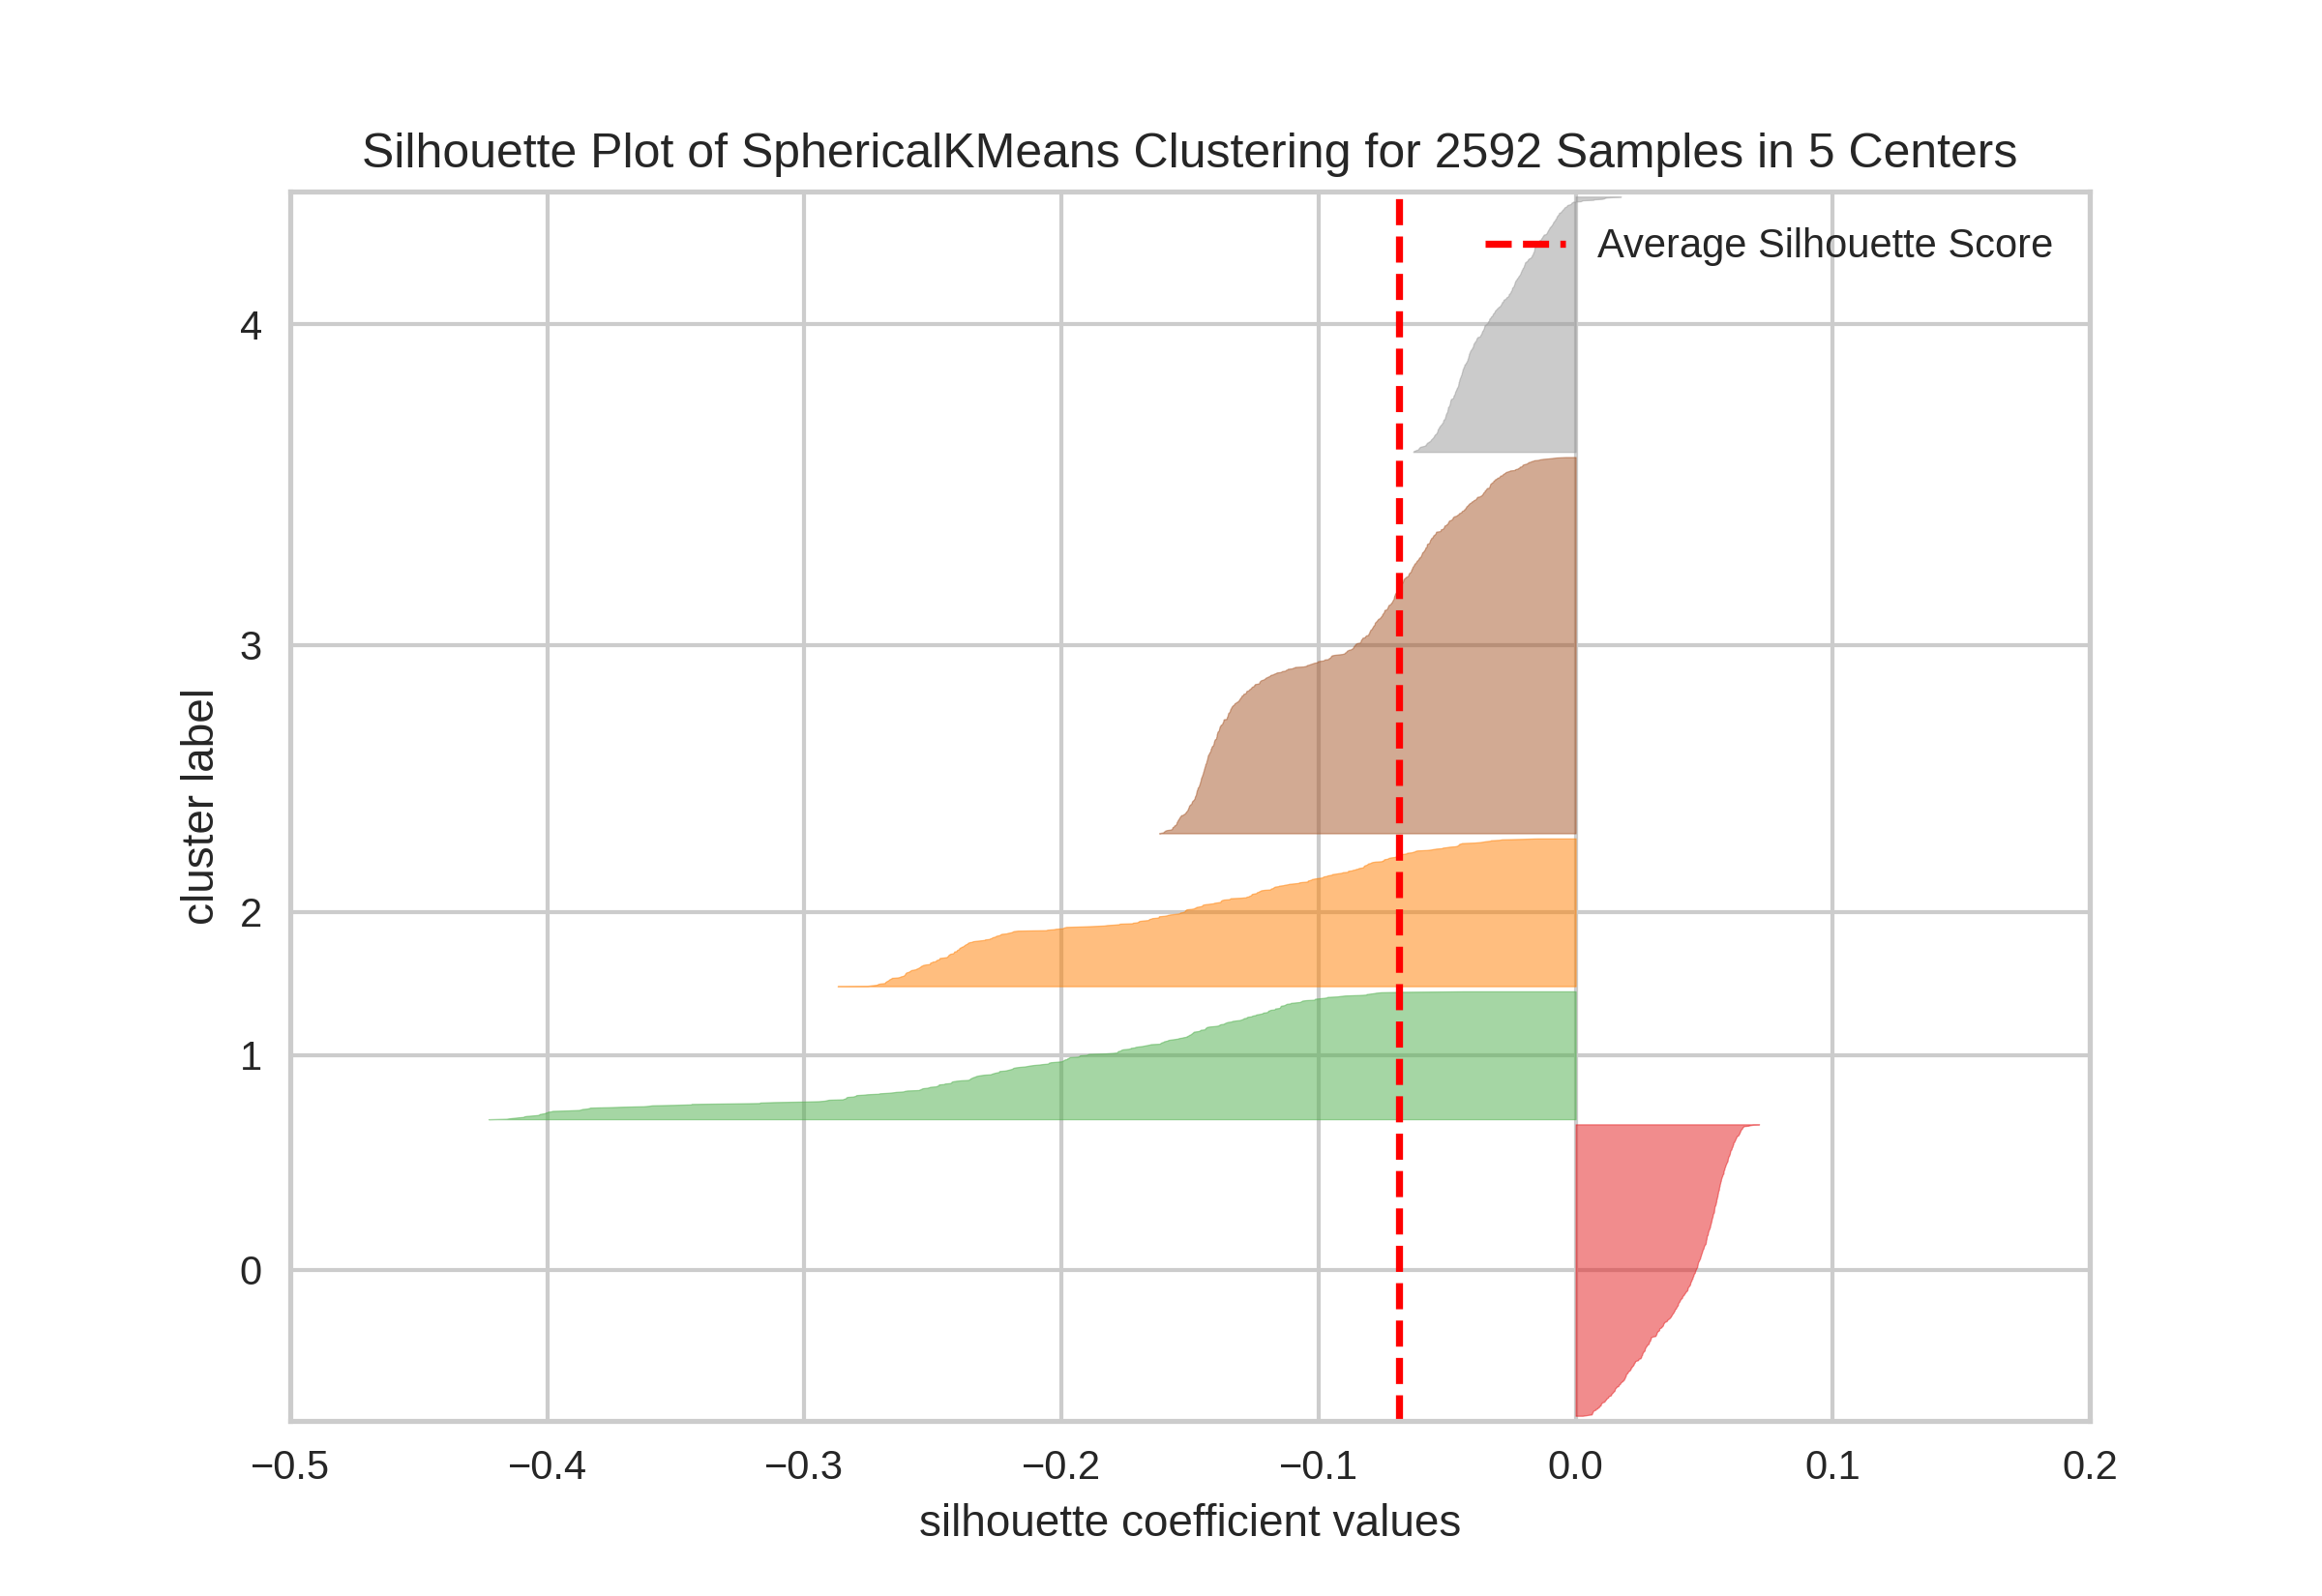 Silhouette Plot of SphericalKMeans Clustering for 2592 Samples in 5 Centers
Average Silhouette Score
4
3
2
1
0
cluster label
−0.5 −0.4 −0.3 −0.2 −0.1 0.0 0.1 0.2
silhouette coefficient values